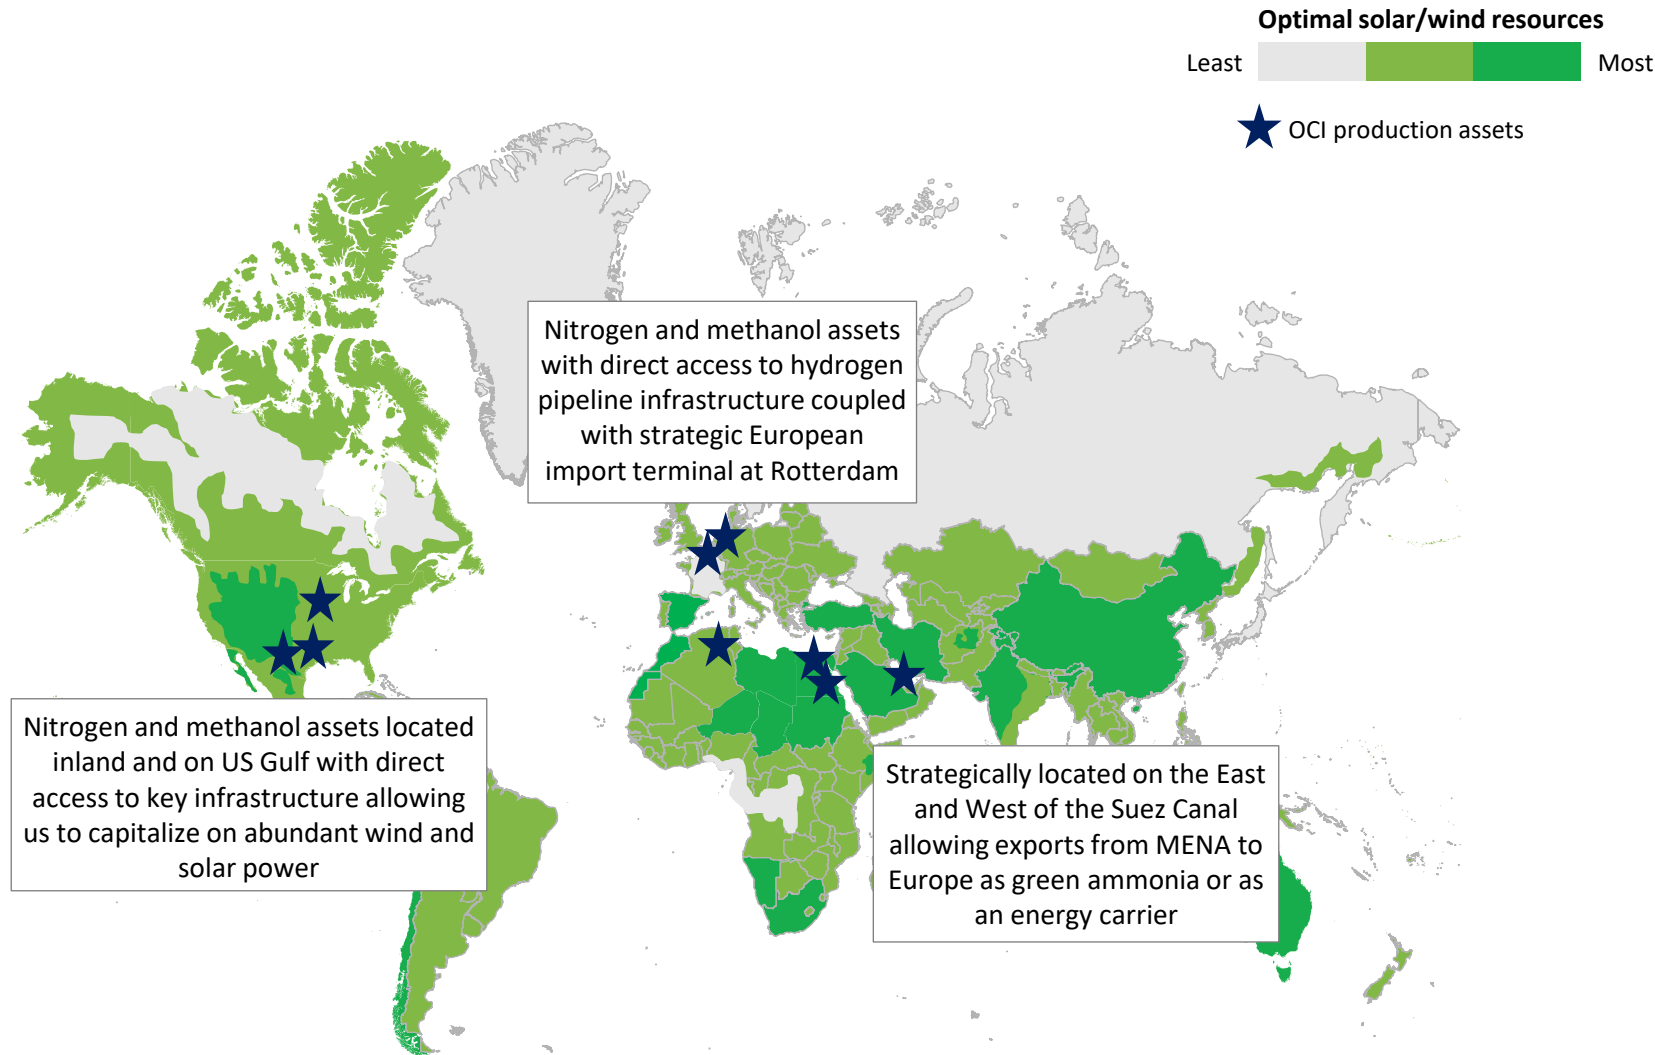 Optimal solar/wind resources
Least
Most
OCI production assets
Nitrogen and methanol assets
with direct access to hydrogen
pipeline infrastructure coupled
with strategic European
import terminal at Rotterdam
Nitrogen and methanol assets located
inland and on US Gulf with direct
access to key infrastructure allowing
us to capitalize on abundant wind and
solar power
Strategically located on the East
and West of the Suez Canal
allowing exports from MENA to
Europe as green ammonia or as
an energy carrier